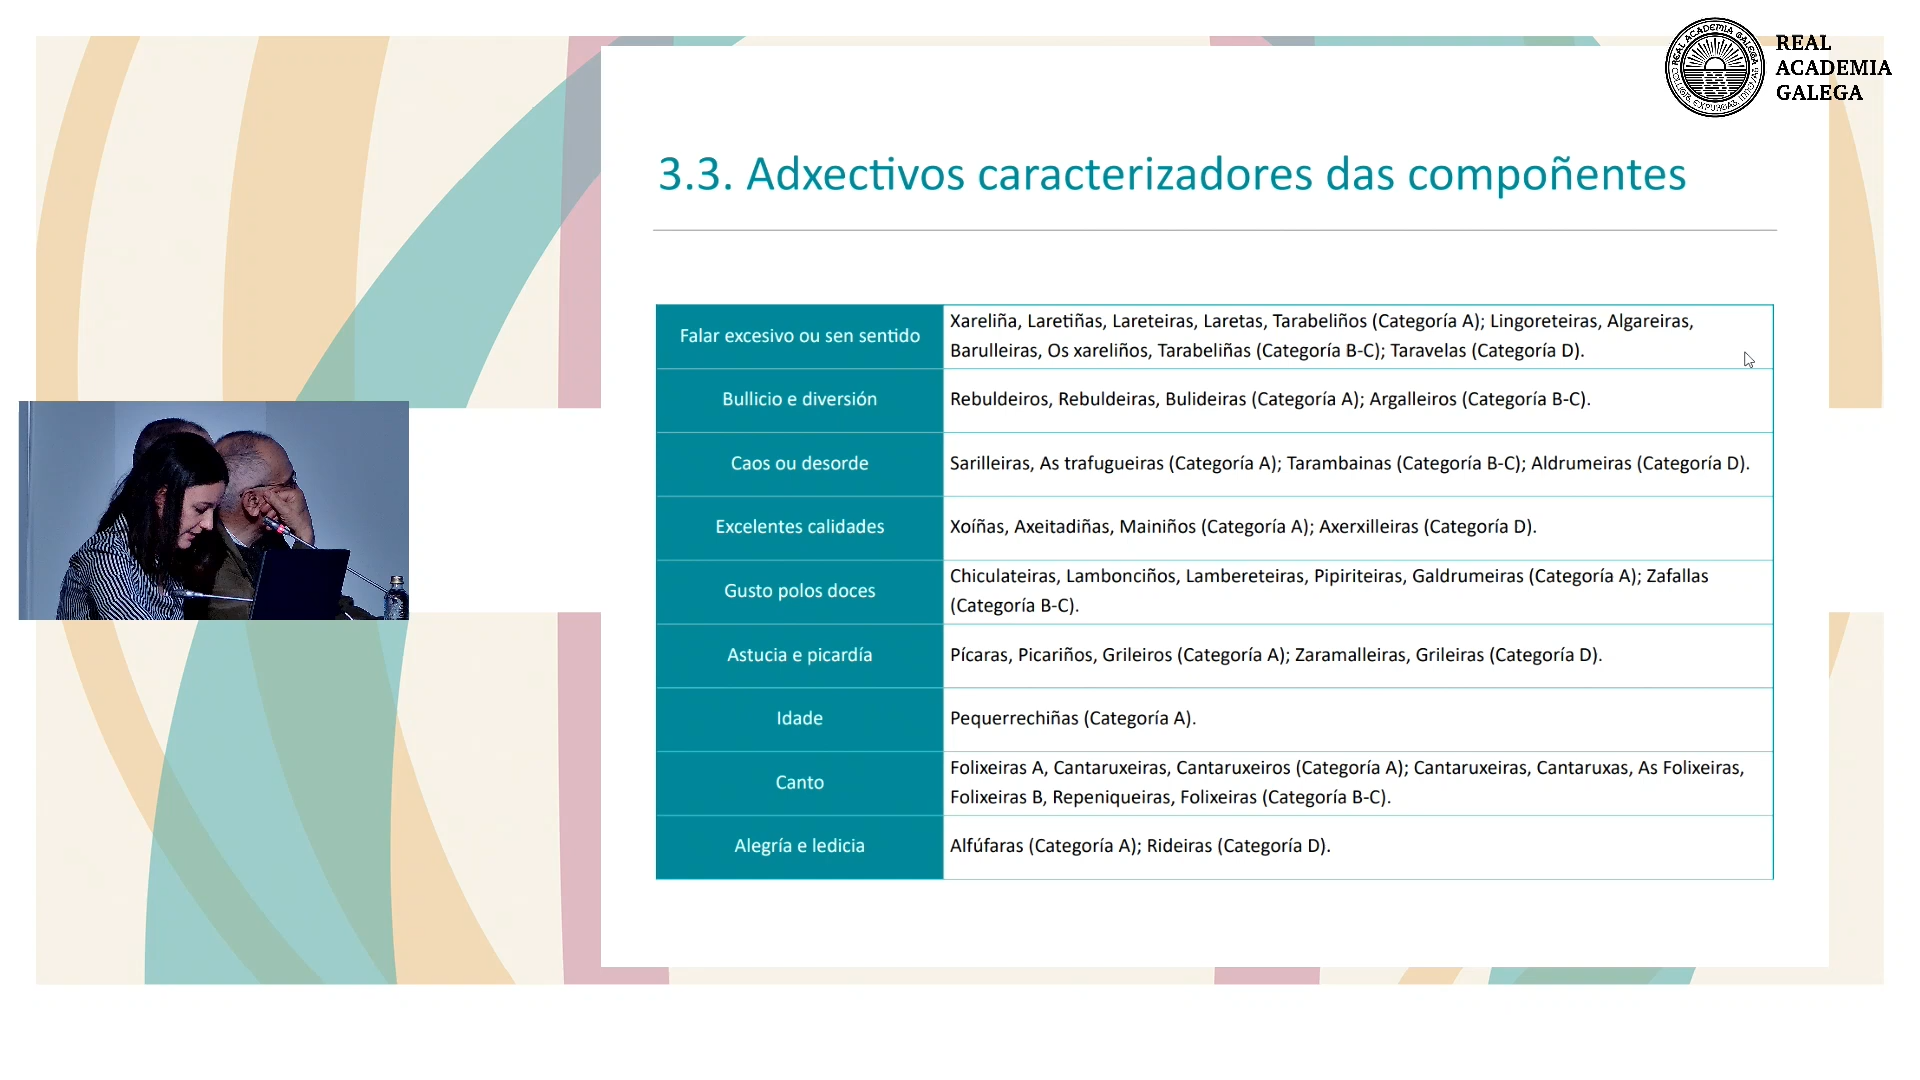 REAL
ACADEMIA
GALEGA
3.3. Adxectivos caracterizadores das compoñentes
Falar excesivo ou sen sentido
Xareliña, Laretiñas, Lareteiras, Laretas, Tarabeliños (Categoría A); Lingoreteiras, Algareiras,
Barulleiras, Os xareliños, Tarabeliñas (Categoría B-C); Taravelas (Categoría D).
Bullicio e diversión
Rebuldeiros, Rebuldeiras, Bulideiras (Categoría A); Argalleiros (Categoría B-C).
Caos ou desorde
Sarilleiras, As trafugueiras (Categoría A); Tarambainas (Categoría B-C); Aldrumeiras (Categoría D).
Excelentes calidades
Xoíñas, Axeitadiñas, Mainiños (Categoría A); Axerxilleiras (Categoría D).
Gusto polos doces
Chiculateiras, Lambonciños, Lambereteiras, Pipiriteiras, Galdrumeiras (Categoría A); Zafallas
(Categoría B-C).
Astucia e picardía
Pícaras, Picariños, Grileiros (Categoría A); Zaramalleiras, Grileiras (Categoría D).
Idade
Pequerrechiñas (Categoría A).
Canto
Folixeiras A, Cantaruxeiras, Cantaruxeiros (Categoría A); Cantaruxeiras, Cantaruxas, As Folixeiras,
Folixeiras B, Repeniqueiras, Folixeiras (Categoría B-C).
Alegría e ledicia
Alfúfaras (Categoría A); Rideiras (Categoría D).